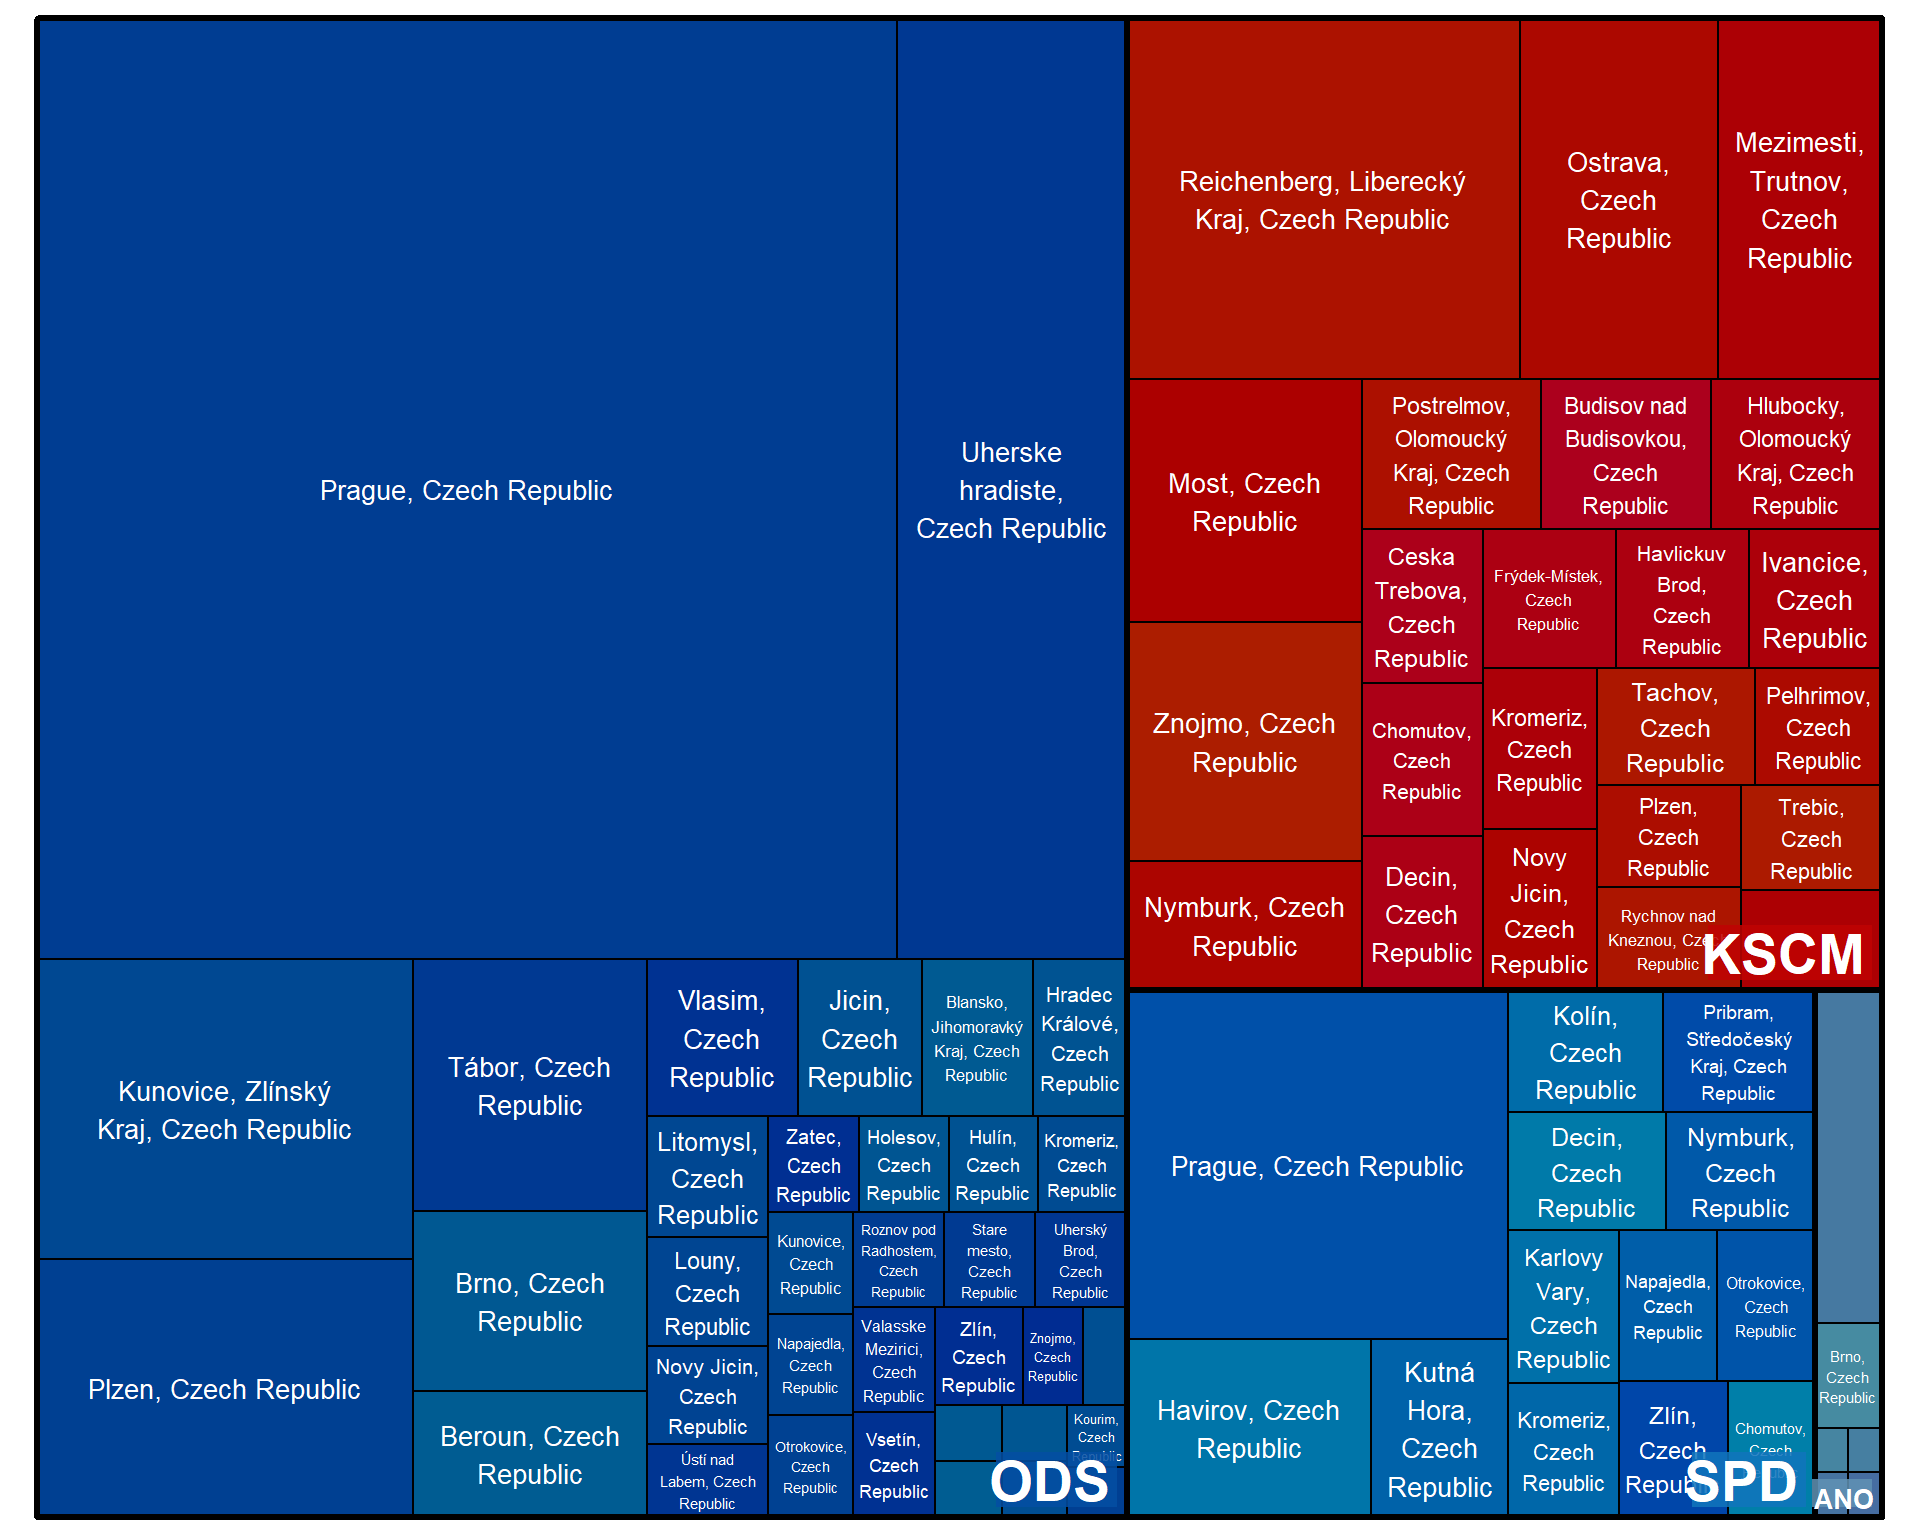 Prague, Czech Republic
Uherske
hradiste,
Czech Republic
Kunovice, Zlínský
Kraj, Czech Republic
Plzen, Czech Republic
Tábor, Czech
Republic
Brno, Czech
Republic
Beroun, Czech
Republic
Vlasim,
Czech
Republic
Jicin,
Czech
Republic
Blansko,
Jihomoravký
Kraj, Czech
Republic
Hradec
Králové,
Czech
Republic
Litomysl,
Czech
Republic
Louny,
Czech
Republic
Novy Jicin,
Czech
Republic
Ústí nad
Labem, Czech
Republic
Zatec,
Czech
Republic
Holesov,
Czech
Republic
Hulín,
Czech
Republic
Kromeriz,
Czech
Republic
Kunovice,
Czech
Republic
Roznov pod
Radhostem,
Czech
Republic
Stare
mesto,
Czech
Republic
Uherský
Brod,
Czech
Republic
Napajedla,
Czech
Republic
Otrokovice,
Czech
Republic
Valasske
Mezirici,
Czech
Republic
Vsetín,
Czech
Republic
Zlín,
Czech
Republic
Znojmo,
Czech
Republic
Kourim,
Czech
Republic
ODS
Reichenberg, Liberecký
Kraj, Czech Republic
Ostrava,
Czech
Republic
Mezimesti,
Trutnov,
Czech
Republic
Most, Czech
Republic
Znojmo, Czech
Republic
Nymburk, Czech
Republic
Postrelmov,
Olomoucký
Kraj, Czech
Republic
Budisov nad
Budisovkou,
Czech
Republic
Hlubocky,
Olomoucký
Kraj, Czech
Republic
Ceska
Trebova,
Czech
Republic
Chomutov,
Czech
Republic
Decin,
Czech
Republic
Frýdek-Místek,
Czech
Republic
Havlickuv
Brod,
Czech
Republic
Ivancice,
Czech
Republic
Kromeriz,
Czech
Republic
Novy
Jicin,
Czech
Republic
Tachov,
Czech
Republic
Pelhrimov,
Czech
Republic
Plzen,
Czech
Republic
Trebic,
Czech
Republic
Rychnov nad
Kneznou, Czech
Republic
KSCM
Prague, Czech Republic
Havirov, Czech
Republic
Kutná
Hora,
Czech
Republic
Kolín,
Czech
Republic
Pribram,
Středočeský
Kraj, Czech
Republic
Decin,
Czech
Republic
Nymburk,
Czech
Republic
Karlovy
Vary,
Czech
Republic
Napajedla,
Czech
Republic
Otrokovice,
Czech
Republic
Kromeriz,
Czech
Republic
Zlín,
Czech
Republic
Chomutov,
Czech
SPD
Brno,
Czech
Republic
ANO